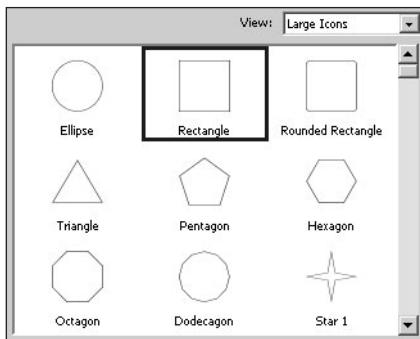 View: Large Icons
Ellipse Rectangle Rounded Rectangle
Triangle Pentagon Hexagon
Octagon Dodecagon Star 1